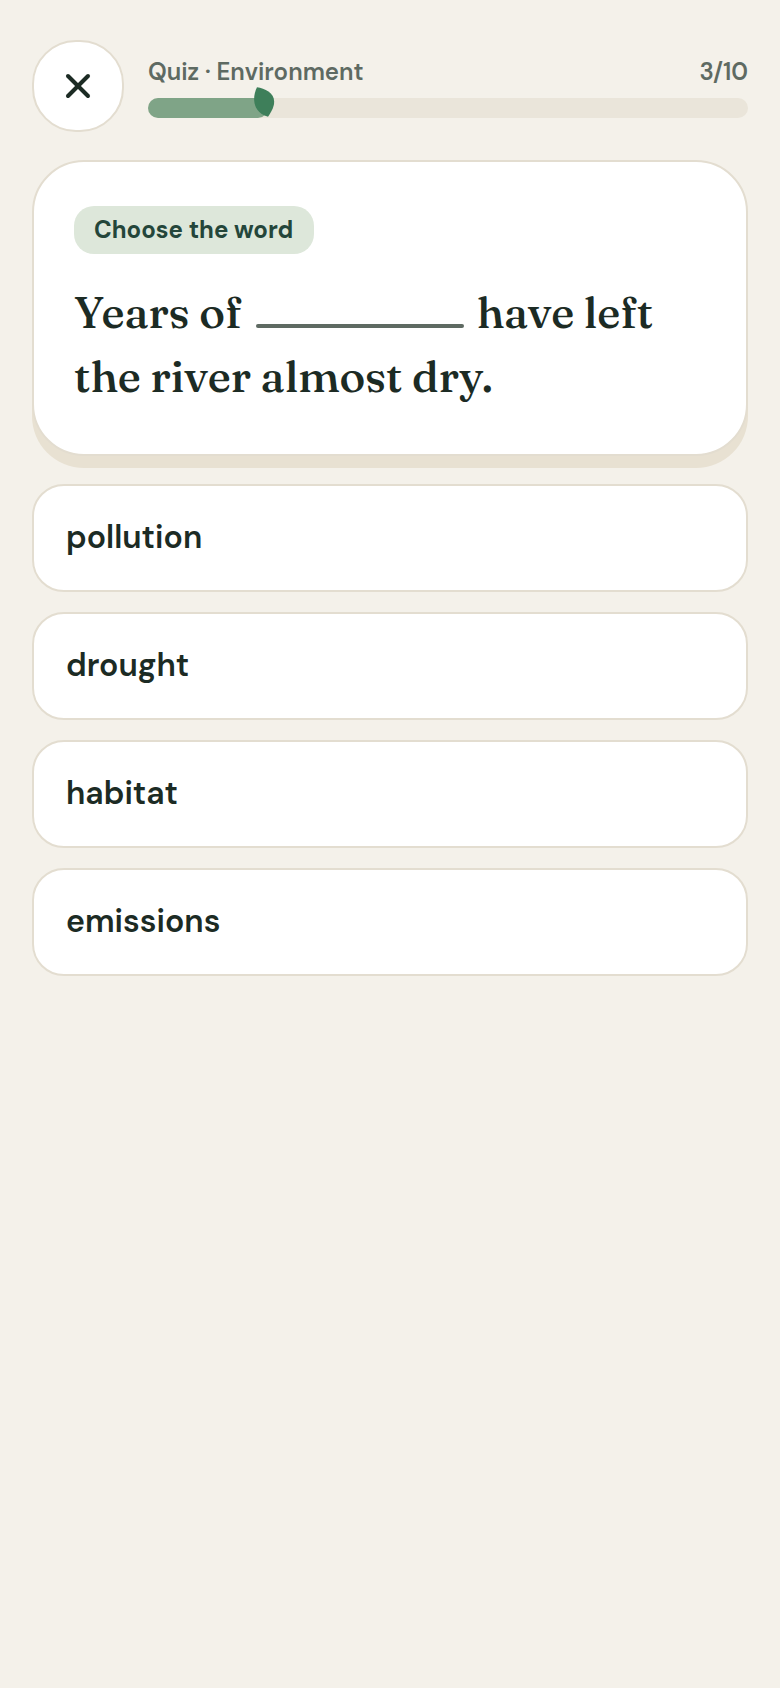 Quiz · Environment
3/10
Choose the word
Years of ________ have left
the river almost dry.
pollution
drought
habitat
emissions